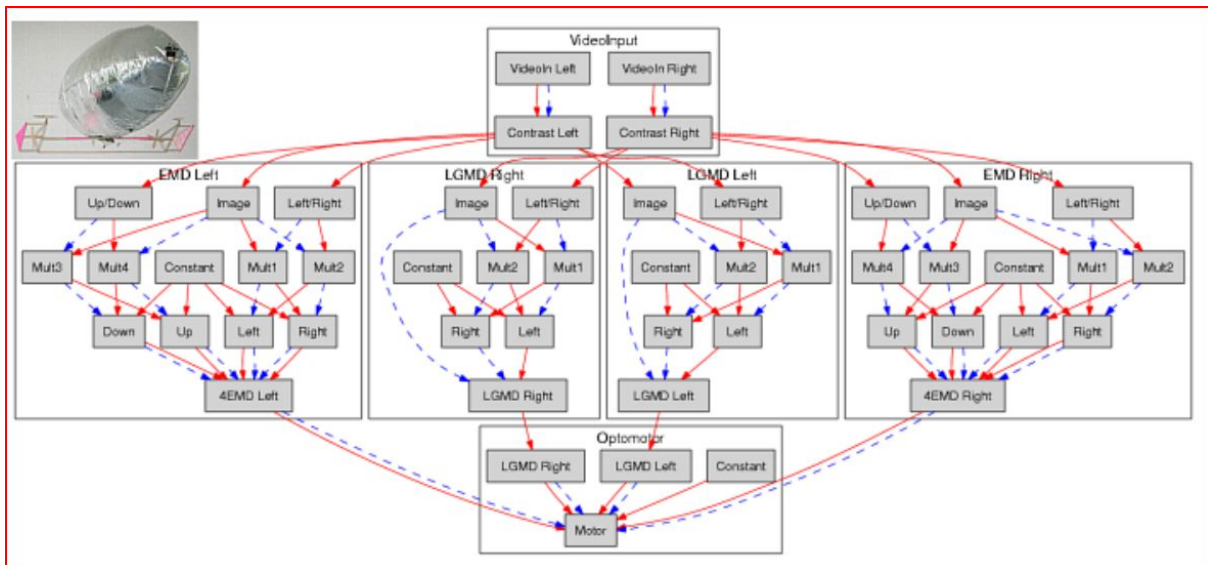 VideoInput
VideoIn Left VideoIn Right
Contrast Left Contrast Right
EMD Left LGMD Right LGMD Left EMD Right
Up/Down Image Left/Right Image Left/Right Image Left/Right Up/Down Image Left/Right
Mult3 Mult4 Constant Mult1 Mult2 Constant Mult2 Mult1 Constant Mult2 Mult1 Mult4 Mult3 Constant Mult1 Mult2
Down Up Left Right Right Left Right Left Up Down Left Right
4EMD Left LGMD Right LGMD Left 4EMD Right
Optomotor
LGMD Right LGMD Left Constant
Motor